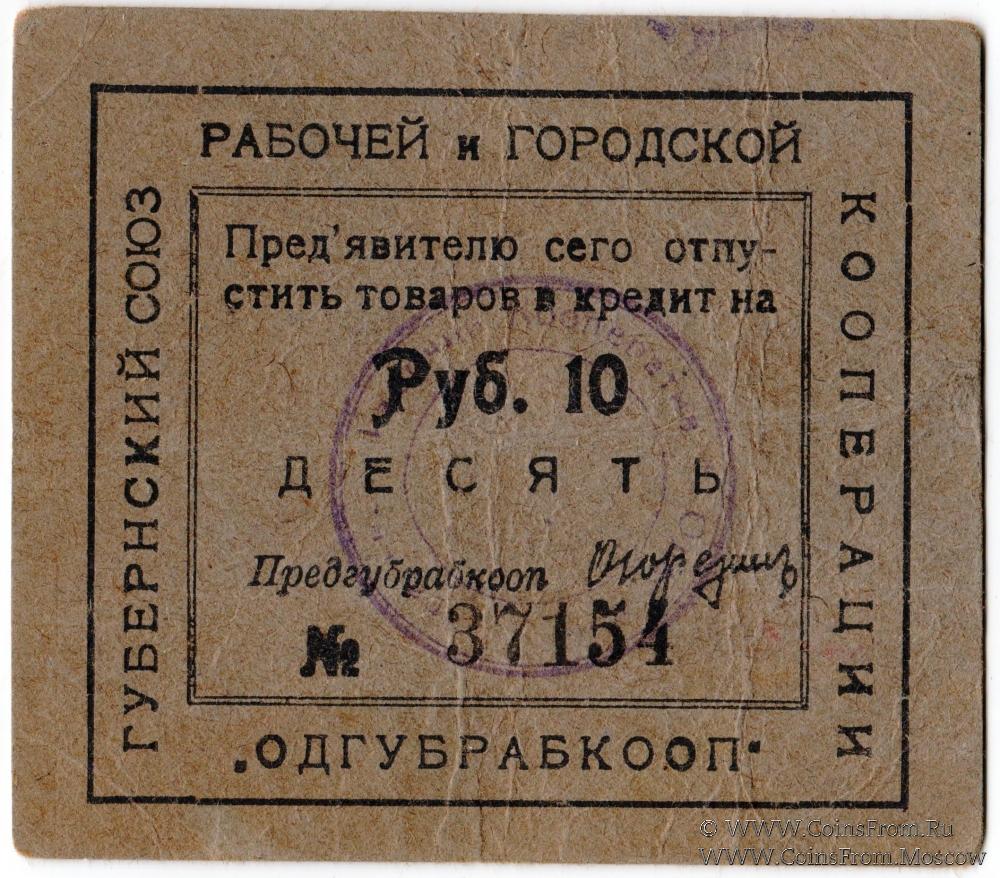 ГУБЕРНСКИЙ СОЮЗ
РАБОЧЕЙ и ГОРОДСКОЙ
КООПЕРАЦИИ
Пред'явителю сего отпу-
стить товаров в кредит на
Руб. 10
ДЕСЯТЬ
Предгубрабкооп
№ 37154
„ОДГУБРАБКООП"
© WWW.CoinsFrom.Ru
WWW.CoinsFrom.Moscow